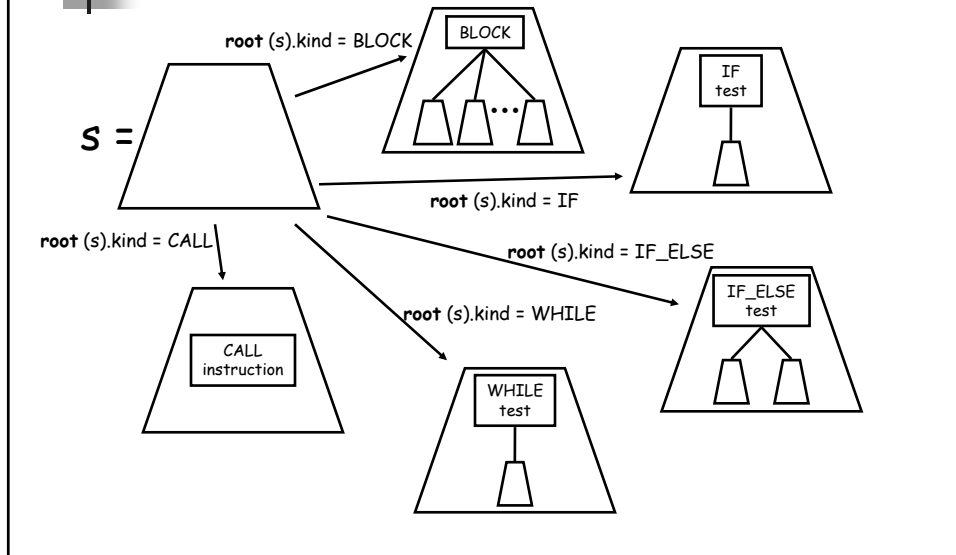 root (s).kind = BLOCK
BLOCK
•••
IF
test
s =
root (s).kind = IF
root (s).kind = CALL
root (s).kind = IF_ELSE
IF_ELSE
test
root (s).kind = WHILE
CALL
instruction
WHILE
test